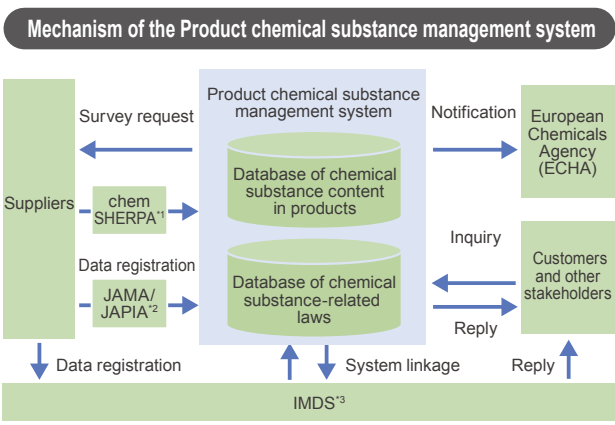 Mechanism of the Product chemical substance management system
Product chemical substance
management system
Survey request
Notification
European
Chemicals
Agency
(ECHA)
Database of chemical
substance content
in products
Suppliers
chem
SHERPA*1
Inquiry
Customers
and other
stakeholders
Data registration
Database of chemical
substance-related
laws
JAMA/
JAPIA*2
Reply
Data registration
System linkage
Reply
IMDS*3